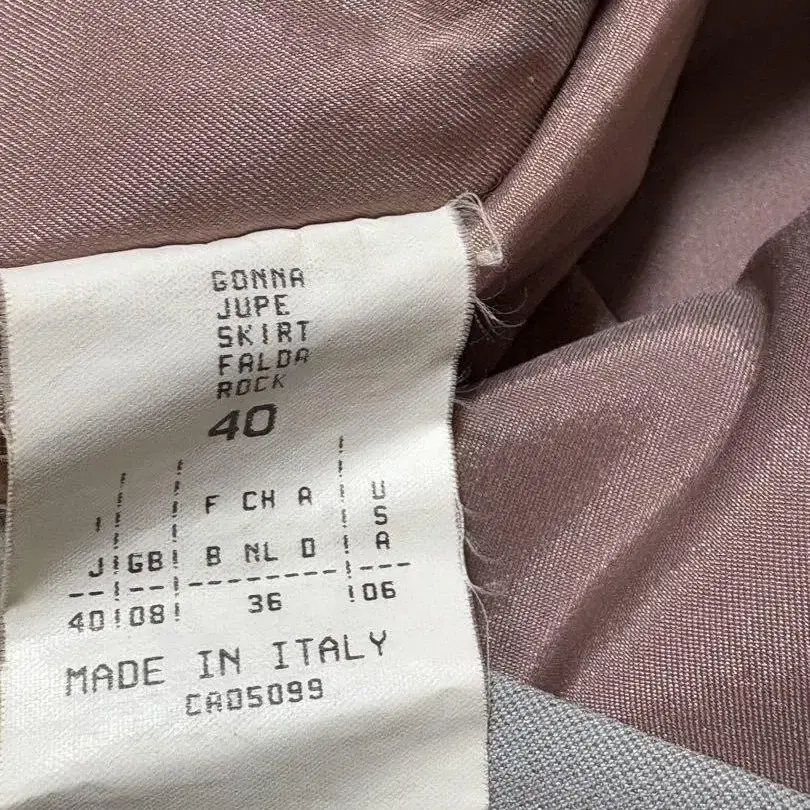 GONNA
JUPE
SKIRT
FALDA
ROCK
40
F CH A U
S
J GB B NL D A
40 08 36 06
MADE IN ITALY
CA05099